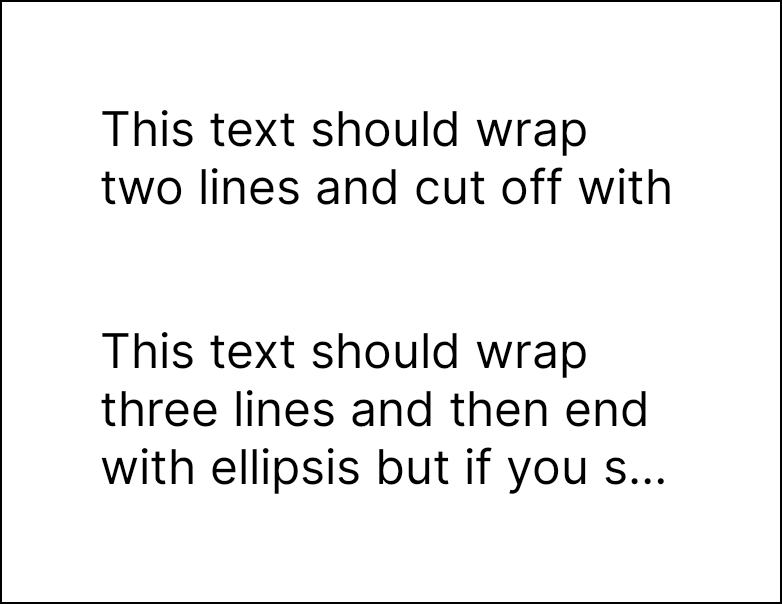 This text should wrap
two lines and cut off with
This text should wrap
three lines and then end
with ellipsis but if you s...